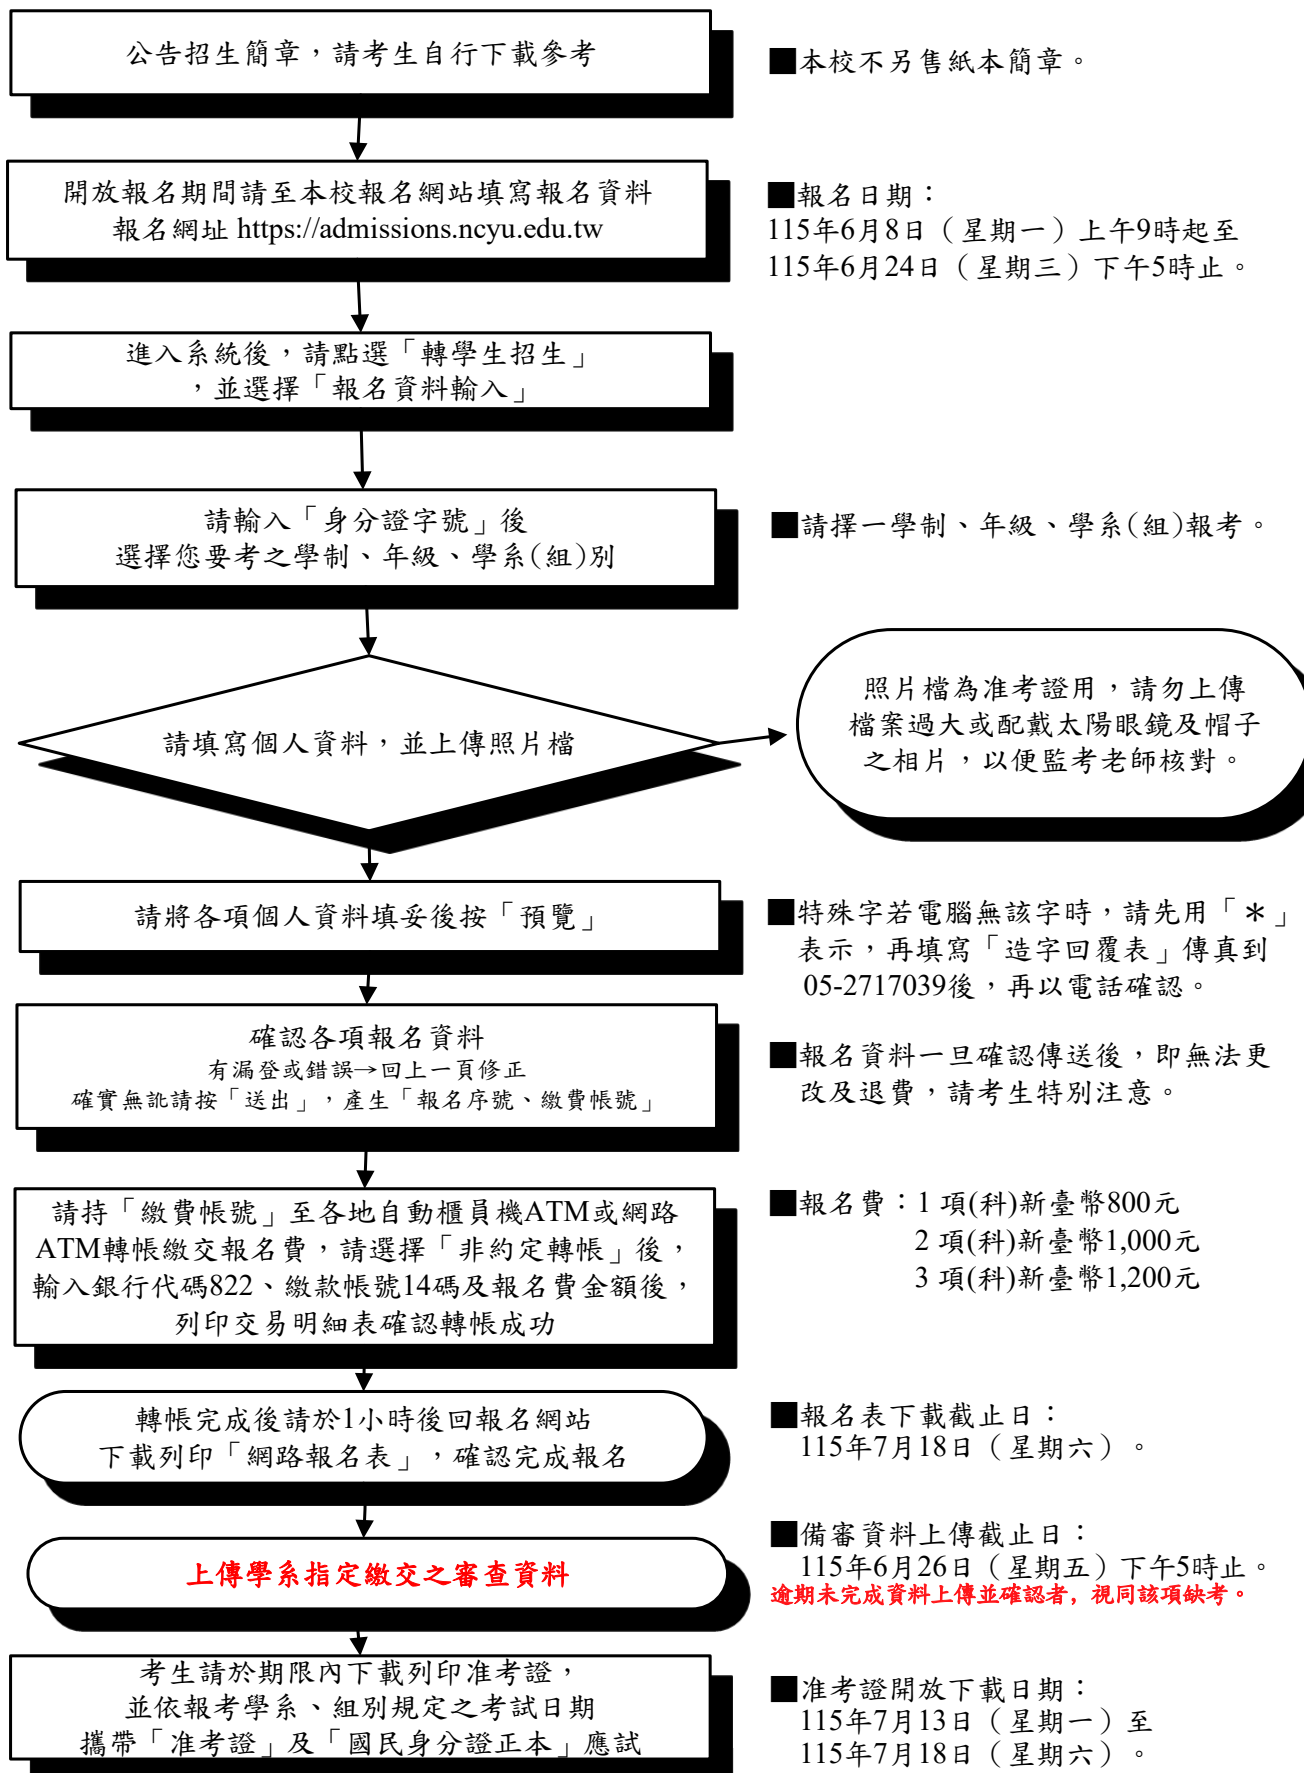 公告招生簡章，請考生自行下載參考
■本校不另售紙本簡章。
開放報名期間請至本校報名網站填寫報名資料
報名網址 https://admissions.ncyu.edu.tw
■報名日期：
115年6月8日（星期一）上午9時起至
115年6月24日（星期三）下午5時止。
進入系統後，請點選「轉學生招生」
，並選擇「報名資料輸入」
請輸入「身分證字號」後
選擇您要考之學制、年級、學系(組)別
■請擇一學制、年級、學系(組)報考。
請填寫個人資料，並上傳照片檔
照片檔為准考證用，請勿上傳
檔案過大或配戴太陽眼鏡及帽子
之相片，以便監考老師核對。
請將各項個人資料填妥後按「預覽」
■特殊字若電腦無該字時，請先用「＊」
表示，再填寫「造字回覆表」傳真到
05-2717039後，再以電話確認。
確認各項報名資料
有漏登或錯誤→回上一頁修正
確實無訛請按「送出」，產生「報名序號、繳費帳號」
■報名資料一旦確認傳送後，即無法更
改及退費，請考生特別注意。
請持「繳費帳號」至各地自動櫃員機ATM或網路
ATM轉帳繳交報名費，請選擇「非約定轉帳」後，
輸入銀行代碼822、繳款帳號14碼及報名費金額後，
列印交易明細表確認轉帳成功
■報名費：1 項(科)新臺幣800元
2 項(科)新臺幣1,000元
3 項(科)新臺幣1,200元
轉帳完成後請於1小時後回報名網站
下載列印「網路報名表」，確認完成報名
■報名表下載截止日：
115年7月18日（星期六）。
上傳學系指定繳交之審查資料
■備審資料上傳截止日：
115年6月26日（星期五）下午5時止。
逾期未完成資料上傳並確認者，視同該項缺考。
考生請於期限內下載列印准考證，
並依報考學系、組別規定之考試日期
攜帶「准考證」及「國民身分證正本」應試
■准考證開放下載日期：
115年7月13日（星期一）至
115年7月18日（星期六）。